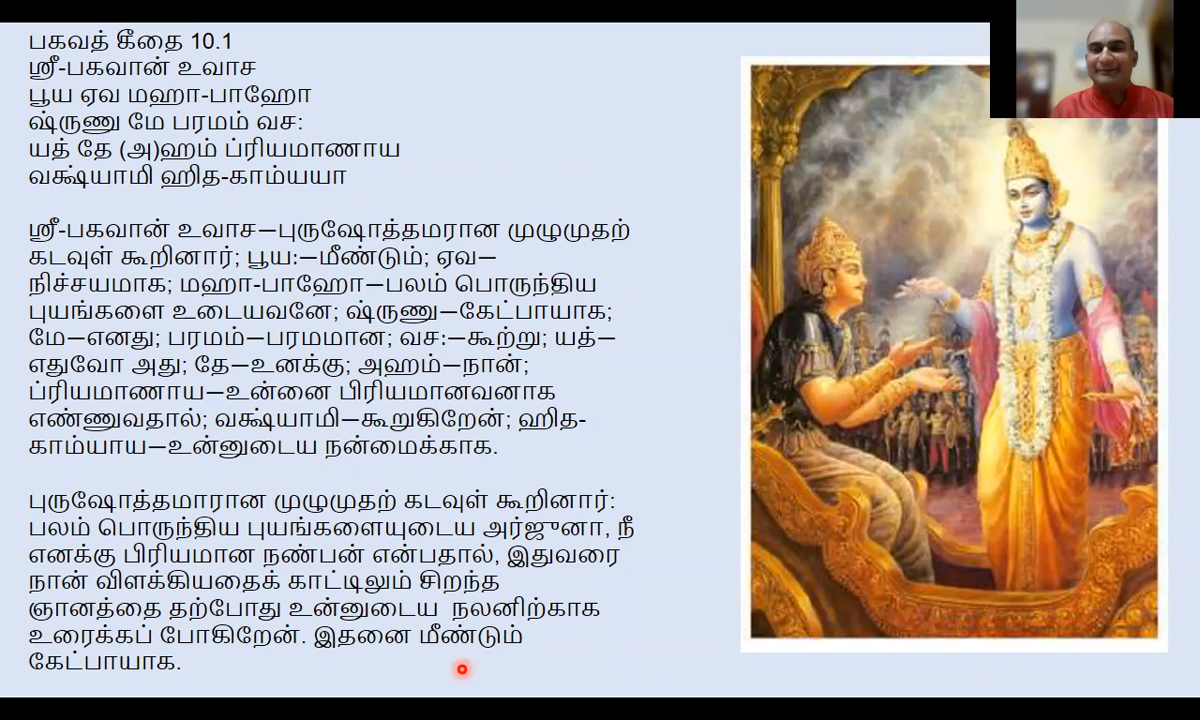 பகவத் கீதை 10.1
ஸ்ரீ-பகவான் உவாச
பூய ஏவ மஹா-பாஹோ
ஷ்ருணு மே பரமம் வச:
யத் தே (அ)ஹம் ப்ரியமாணாய
வக்ஷ்யாமி ஹித-காம்யயா
ஸ்ரீ-பகவான் உவாச—புருஷோத்தமரான முழுமுதற்
கடவுள் கூறினார்; பூய:—மீண்டும்; ஏவ—
நிச்சயமாக; மஹா-பாஹோ—பலம் பொருந்திய
புயங்களை உடையவனே; ஷ்ருணு—கேட்பாயாக;
மே—எனது; பரமம்—பரமமான; வச:—கூற்று; யத்—
எதுவோ அது; தே—உனக்கு; அஹம்—நான்;
ப்ரியமாணாய—உன்னை பிரியமானவனாக
எண்ணுவதால்; வக்ஷ்யாமி—கூறுகிறேன்; ஹித-
காம்யாய—உன்னுடைய நன்மைக்காக.
புருஷோத்தமாரான முழுமுதற் கடவுள் கூறினார்:
பலம் பொருந்திய புயங்களையுடைய அர்ஜுனா, நீ
எனக்கு பிரியமான நண்பன் என்பதால், இதுவரை
நான் விளக்கியதைக் காட்டிலும் சிறந்த
ஞானத்தை தற்போது உன்னுடைய நலனிற்காக
உரைக்கப் போகிறேன். இதனை மீண்டும்
கேட்பாயாக.